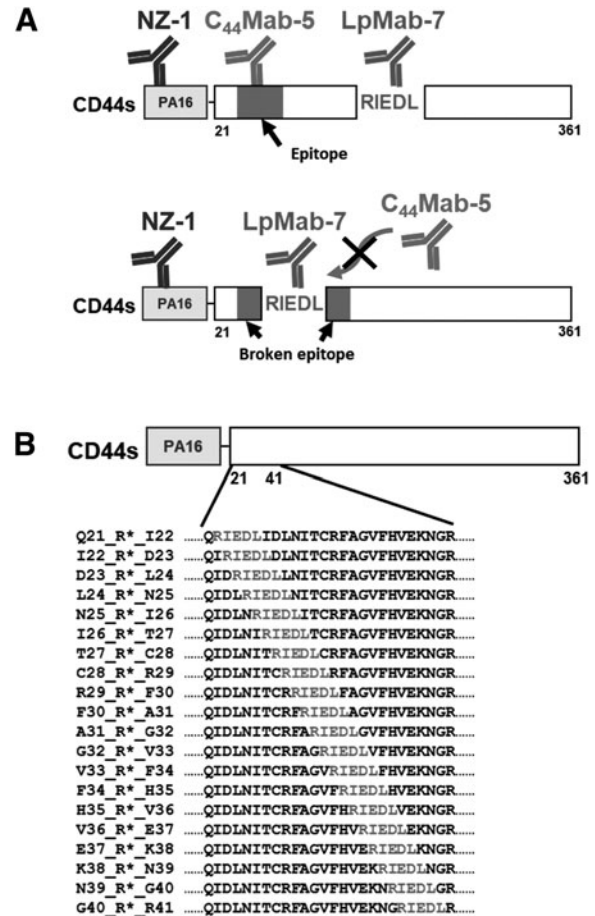 A
NZ-1 C₄₄Mab-5 LpMab-7
CD44s PA16 RIEDL
21 361
Epitope
C₄₄Mab-5
NZ-1 LpMab-7
CD44s PA16 RIEDL
21 361
Broken epitope
B
CD44s PA16
21 41 361
Q21_R*_I22 ......QRIEDLIDLNITCRFAGVFHVEKNGR......
I22_R*_D23 ......QIRIEDLDLNITCRFAGVFHVEKNGR......
D23_R*_L24 ......QIDRIEDLLNITCRFAGVFHVEKNGR......
L24_R*_N25 ......QIDLRIEDLNITCRFAGVFHVEKNGR......
N25_R*_I26 ......QIDLNRIEDLITCRFAGVFHVEKNGR......
I26_R*_T27 ......QIDLNIRIEDLTCRFAGVFHVEKNGR......
T27_R*_C28 ......QIDLNITRIEDLCRFAGVFHVEKNGR......
C28_R*_R29 ......QIDLNITCRIEDLRFAGVFHVEKNGR......
R29_R*_F30 ......QIDLNITCRRIEDLFAGVFHVEKNGR......
F30_R*_A31 ......QIDLNITCRFRIEDLAGVFHVEKNGR......
A31_R*_G32 ......QIDLNITCRFARIEDLGVFHVEKNGR......
G32_R*_V33 ......QIDLNITCRFAGRIEDLVFHVEKNGR......
V33_R*_F34 ......QIDLNITCRFAGVRIEDLFHVEKNGR......
F34_R*_H35 ......QIDLNITCRFAGVFRIEDLHVEKNGR......
H35_R*_V36 ......QIDLNITCRFAGVFHRIEDLVEKNGR......
V36_R*_E37 ......QIDLNITCRFAGVFHVRIEDLEKNGR......
E37_R*_K38 ......QIDLNITCRFAGVFHVERIEDLKNGR......
K38_R*_N39 ......QIDLNITCRFAGVFHVEKRIEDLNGR......
N39_R*_G40 ......QIDLNITCRFAGVFHVEKNRIEDLGR......
G40_R*_R41 ......QIDLNITCRFAGVFHVEKNGRIEDLR......